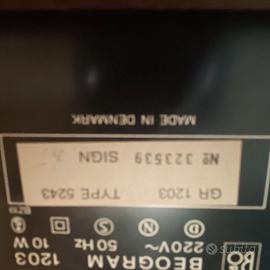 BEOGRAM 1203
220V~ 50Hz 10W
GR 1203 TYPE 5243
Nº 323539 SIGN
MADE IN DENMARK